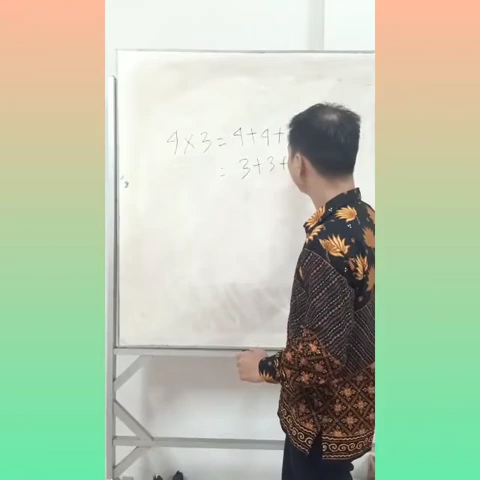 4 × 3 = 4 + 4 +
= 3 + 3 +